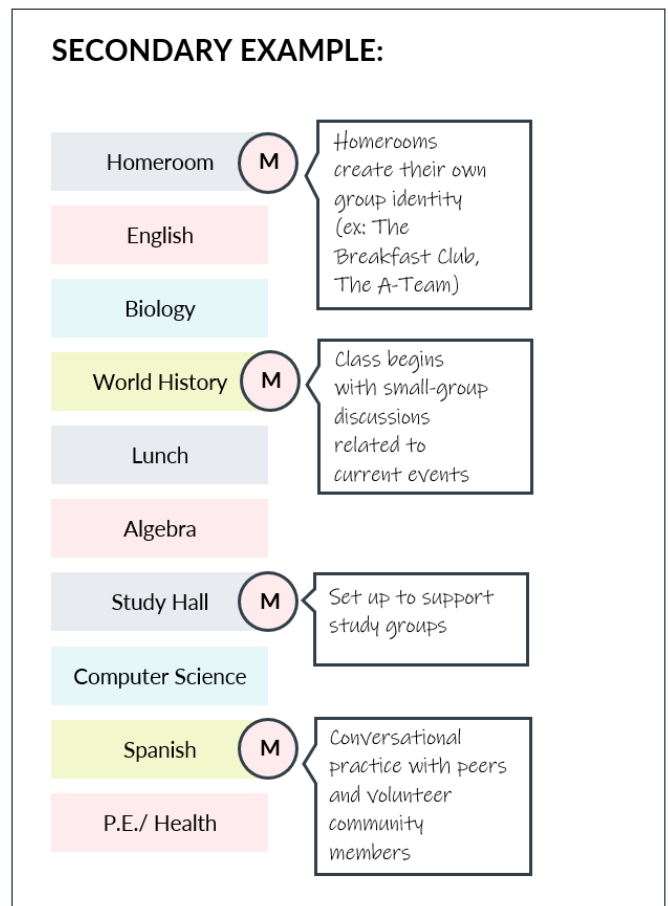 SECONDARY EXAMPLE:
Homeroom
M
Homerooms
create their own
group identity
(ex: The
Breakfast Club,
The A-Team)
English
Biology
World History
M
Class begins
with small-group
discussions
related to
current events
Lunch
Algebra
Study Hall
M
Set up to support
study groups
Computer Science
Spanish
M
Conversational
practice with peers
and volunteer
community
members
P.E./ Health